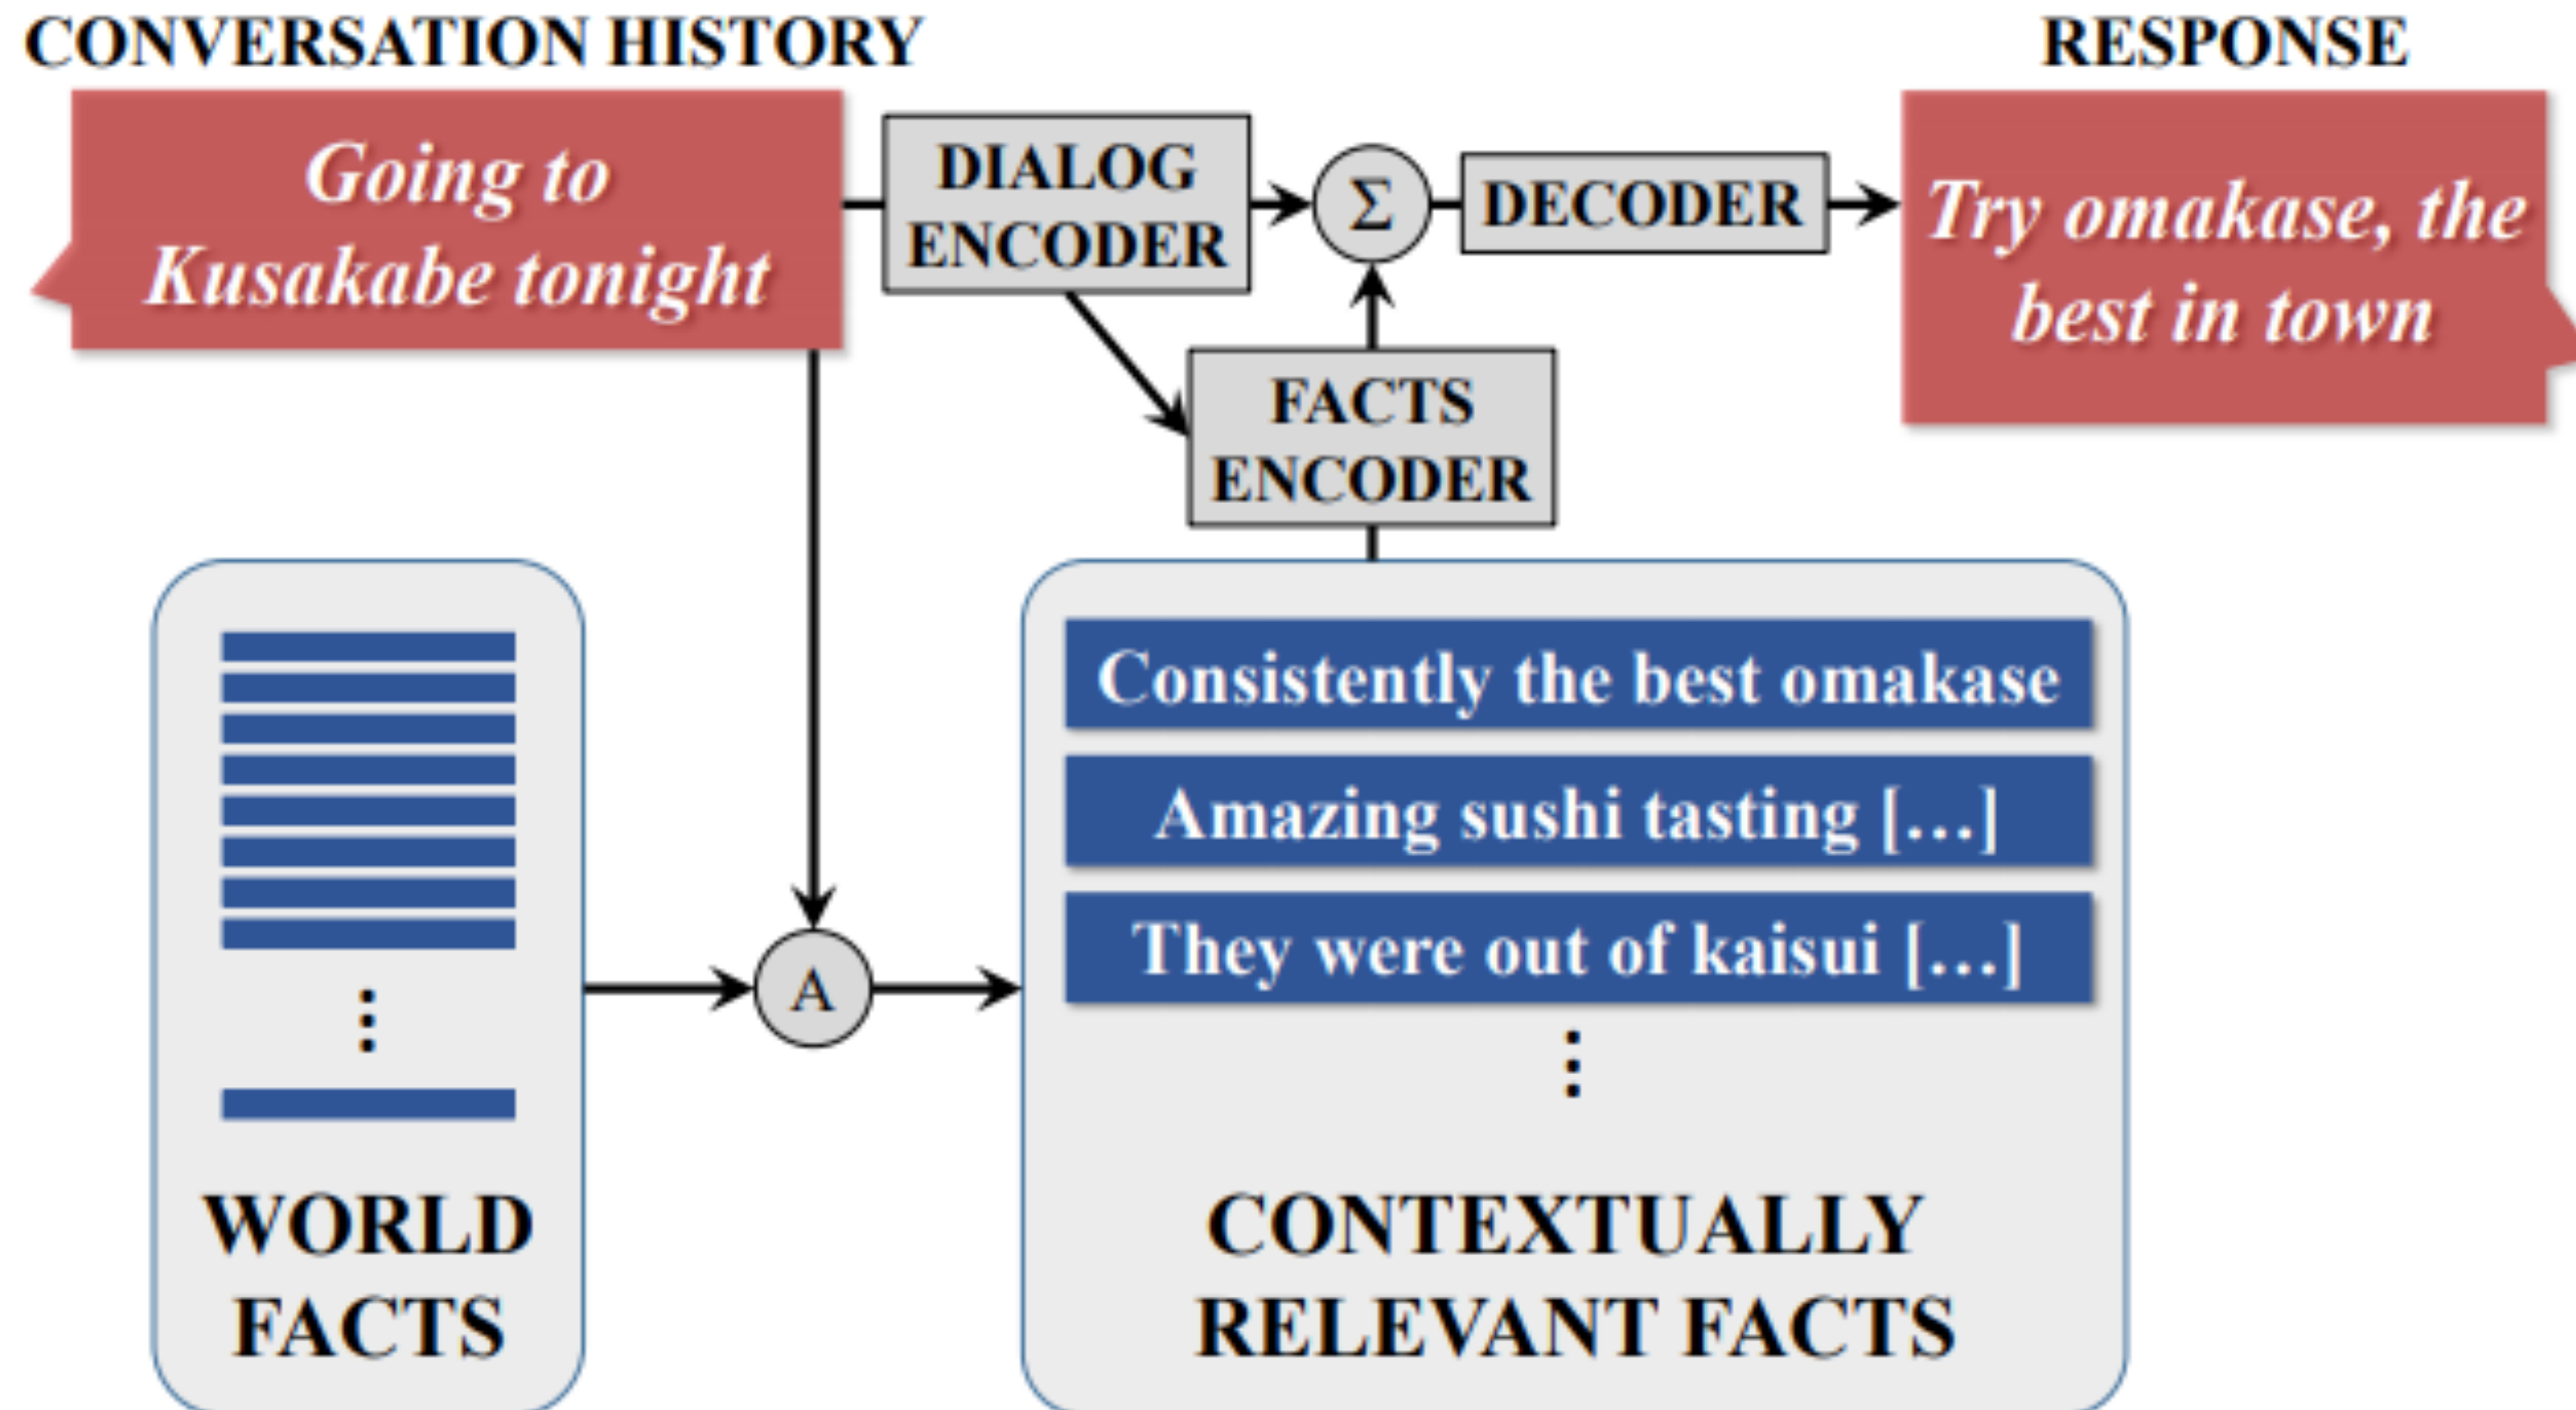 CONVERSATION HISTORY
Going to
Kusakabe tonight
DIALOG
ENCODER
Σ
DECODER
RESPONSE
Try omakase, the
best in town
FACTS
ENCODER
WORLD
FACTS
A
Consistently the best omakase
Amazing sushi tasting […]
They were out of kaisui […]
CONTEXTUALLY
RELEVANT FACTS